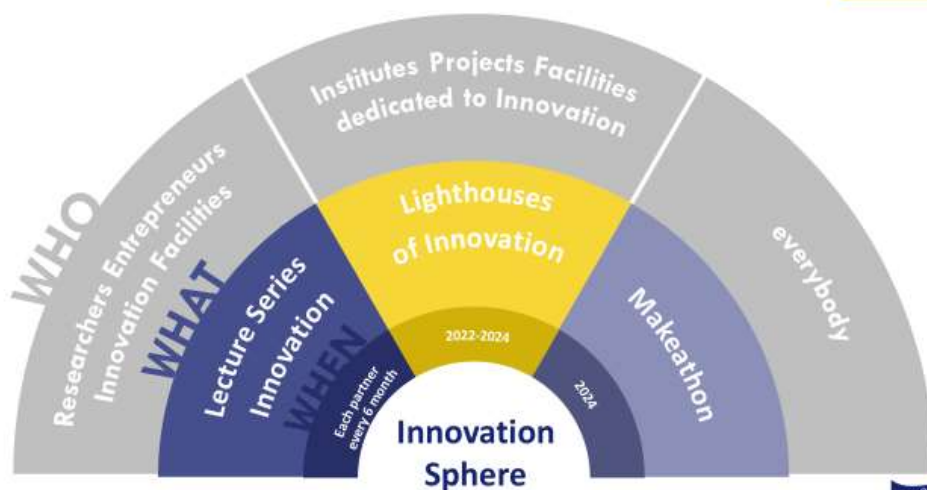 WHO
Researchers Entrepreneurs
Innovation Facilities
WHAT
Lecture Series
Innovation
WHEN
Each partner
every 6 month
Institutes Projects Facilities
dedicated to Innovation
Lighthouses
of Innovation
2022-2024
everybody
Makeathon
2024
Innovation
Sphere